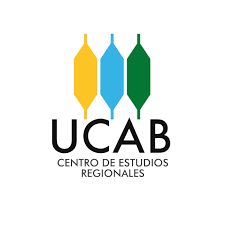 UCAB
CENTRO DE ESTUDIOS
REGIONALES